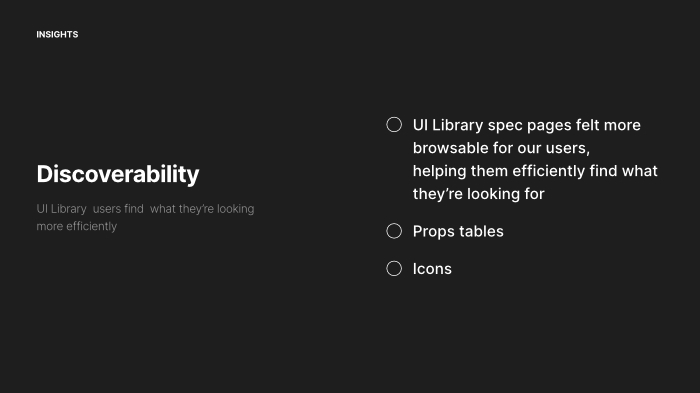 INSIGHTS
Discoverability
UI Library  users find  what they’re looking
more efficiently
UI Library spec pages felt more
browsable for our users,
helping them efficiently find what
they’re looking for
Props tables
Icons